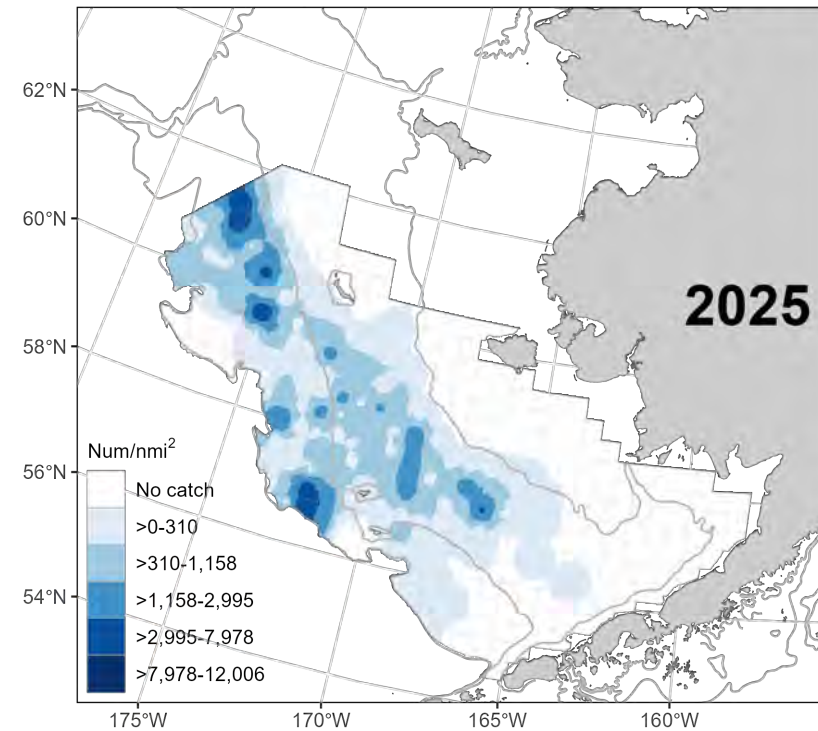 62°N
60°N
58°N
56°N
54°N
2025
Num/nmi²
No catch
>0-310
>310-1,158
>1,158-2,995
>2,995-7,978
>7,978-12,006
175°W 170°W 165°W 160°W